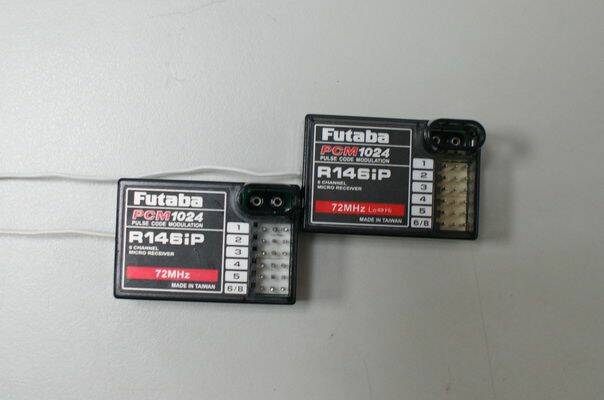 Futaba
PCM1024
PULSE CODE MODULATION
R146iP
6 CHANNEL
MICRO RECEIVER
72MHz
MADE IN TAIWAN
1
2
3
4
5
6/8
Futaba
PCM1024
PULSE CODE MODULATION
R146iP
6 CHANNEL
MICRO RECEIVER
72MHz
MADE IN TAIWAN
1
2
3
4
5
6/8